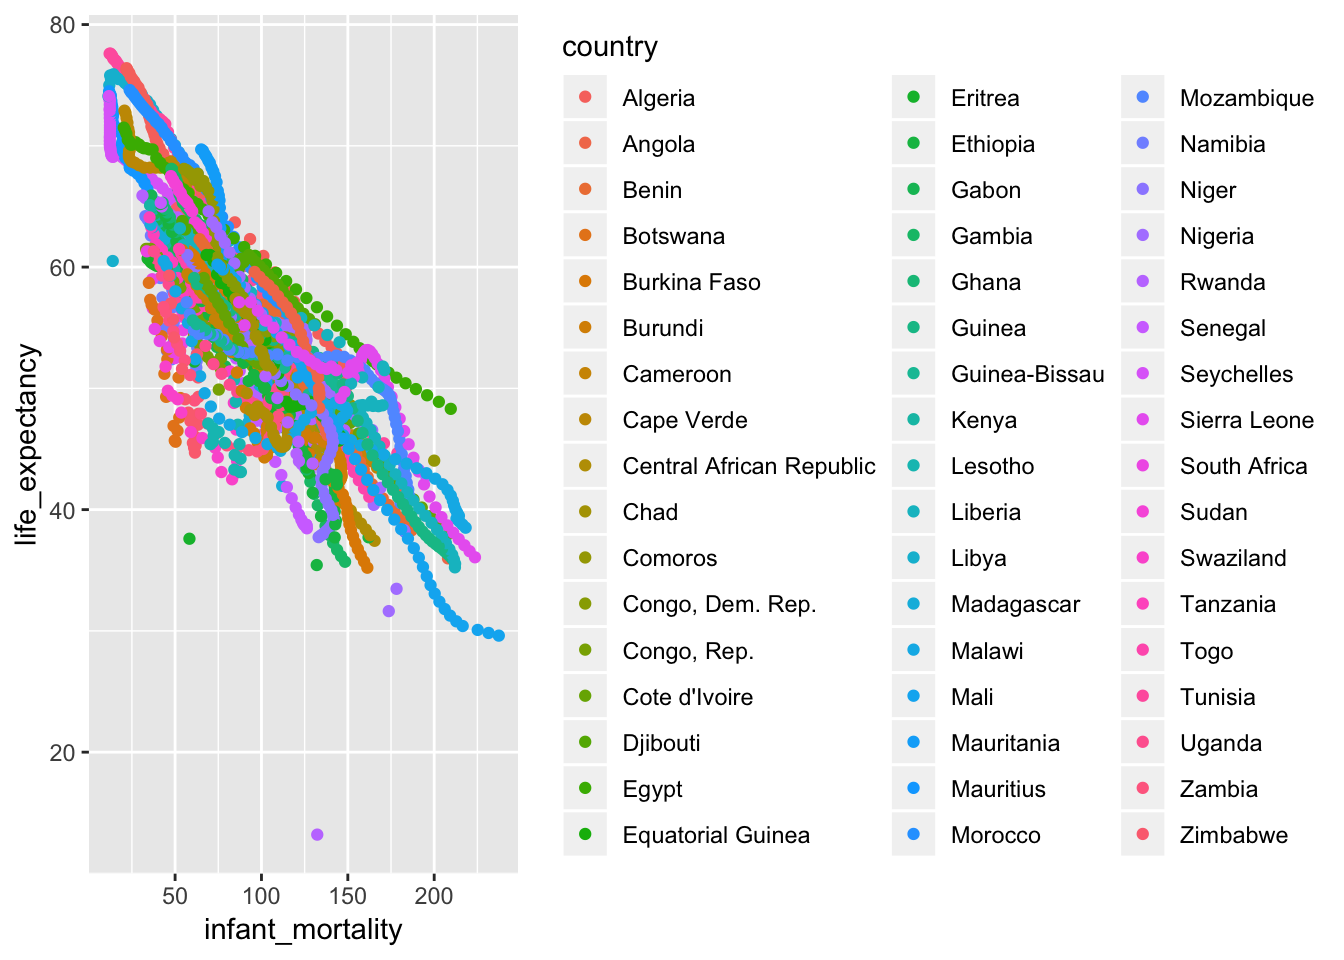 80
60
40
20
life_expectancy
50 100 150 200
infant_mortality
country
Algeria
Angola
Benin
Botswana
Burkina Faso
Burundi
Cameroon
Cape Verde
Central African Republic
Chad
Comoros
Congo, Dem. Rep.
Congo, Rep.
Cote d'Ivoire
Djibouti
Egypt
Equatorial Guinea
Eritrea
Ethiopia
Gabon
Gambia
Ghana
Guinea
Guinea-Bissau
Kenya
Lesotho
Liberia
Libya
Madagascar
Malawi
Mali
Mauritania
Mauritius
Morocco
Mozambique
Namibia
Niger
Nigeria
Rwanda
Senegal
Seychelles
Sierra Leone
South Africa
Sudan
Swaziland
Tanzania
Togo
Tunisia
Uganda
Zambia
Zimbabwe